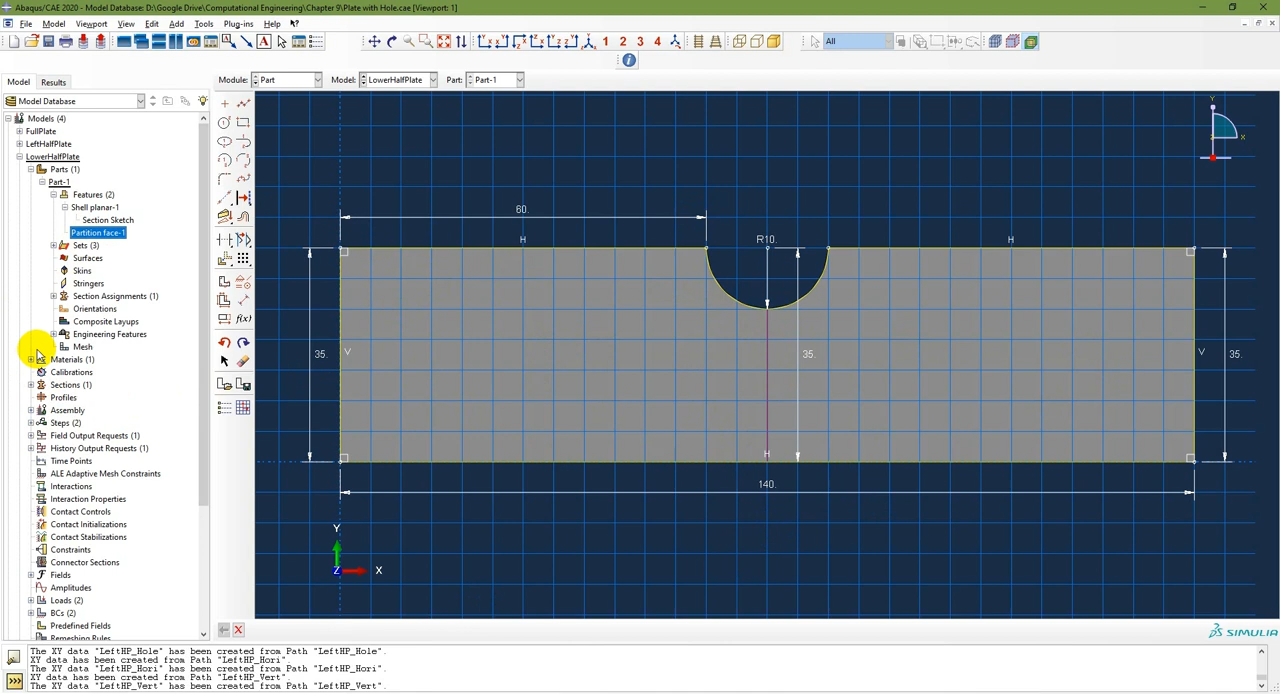 Abaqus/CAE 2020 - Model Database: D:\Google Drive\Computational Engineering\Chapter 9\Plate with Hole.cae [Viewport: 1]
File Model Viewport View Edit Add Tools Plug-ins Help
A 1 2 3 4 All
Model Results Module: Part Model: LowerHalfPlate Part: Part-1
Model Database
Models (4)
FullPlate
LeftHalfPlate
LowerHalfPlate
Parts (1)
Part-1
Features (2)
Shell planar-1
Section Sketch
Partition face-1
Sets (3)
Surfaces
Skins
Stringers
Section Assignments (1)
Orientations
Composite Layups
Engineering Features
Mesh
Materials (1)
Calibrations
Sections (1)
Profiles
Assembly
Steps (2)
Field Output Requests (1)
History Output Requests (1)
Time Points
ALE Adaptive Mesh Constraints
Interactions
Interaction Properties
Contact Controls
Contact Initializations
Contact Stabilizations
Constraints
Connector Sections
Fields
Amplitudes
Loads (2)
BCs (2)
Predefined Fields
Remeshing Rules
f(x)
Y
X
60.
H R10. H
35. V 35. V 35.
H
140.
Y
Z X
SIMULIA
The XY data "LeftHP_Hole" has been created from Path "LeftHP_Hole".
XY data has been created from Path "LeftHP_Hori".
The XY data "LeftHP_Hori" has been created from Path "LeftHP_Hori".
XY data has been created from Path "LeftHP_Vert".
The XY data "LeftHP_Vert" has been created from Path "LeftHP_Vert".
>>>